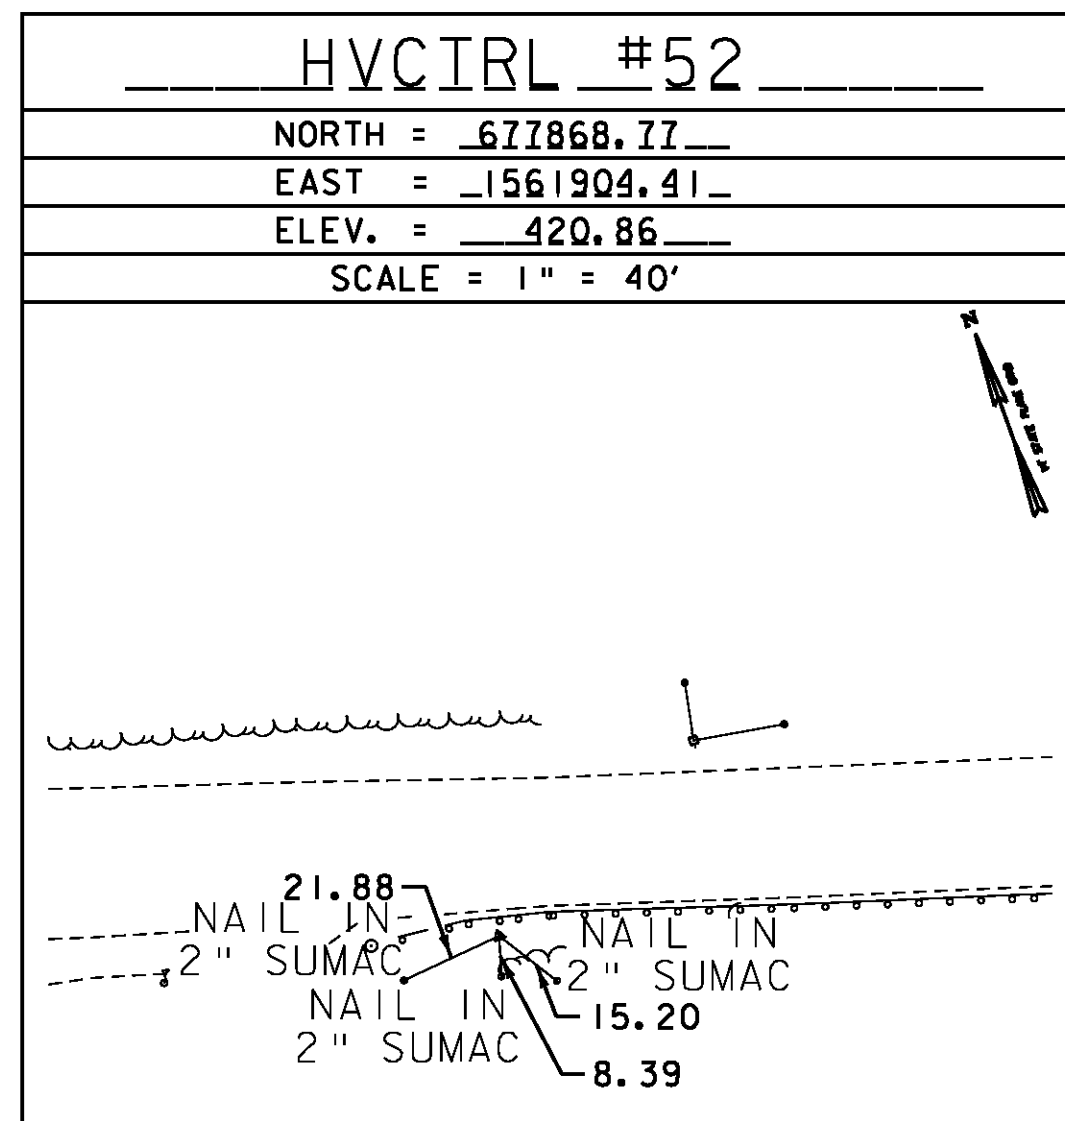 HVCTRL #52
NORTH = 677868.77
EAST = 1561904.41
ELEV. = 420.86
SCALE = 1" = 40'
N
21.88
NAIL IN
2" SUMAC
NAIL IN
2" SUMAC
NAIL IN
2" SUMAC
15.20
8.39